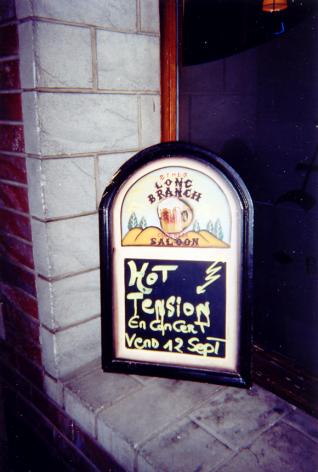 LONG
BRANCH
SALOON
HOT
TENSION
En ConCERT
VenD 12 Sept